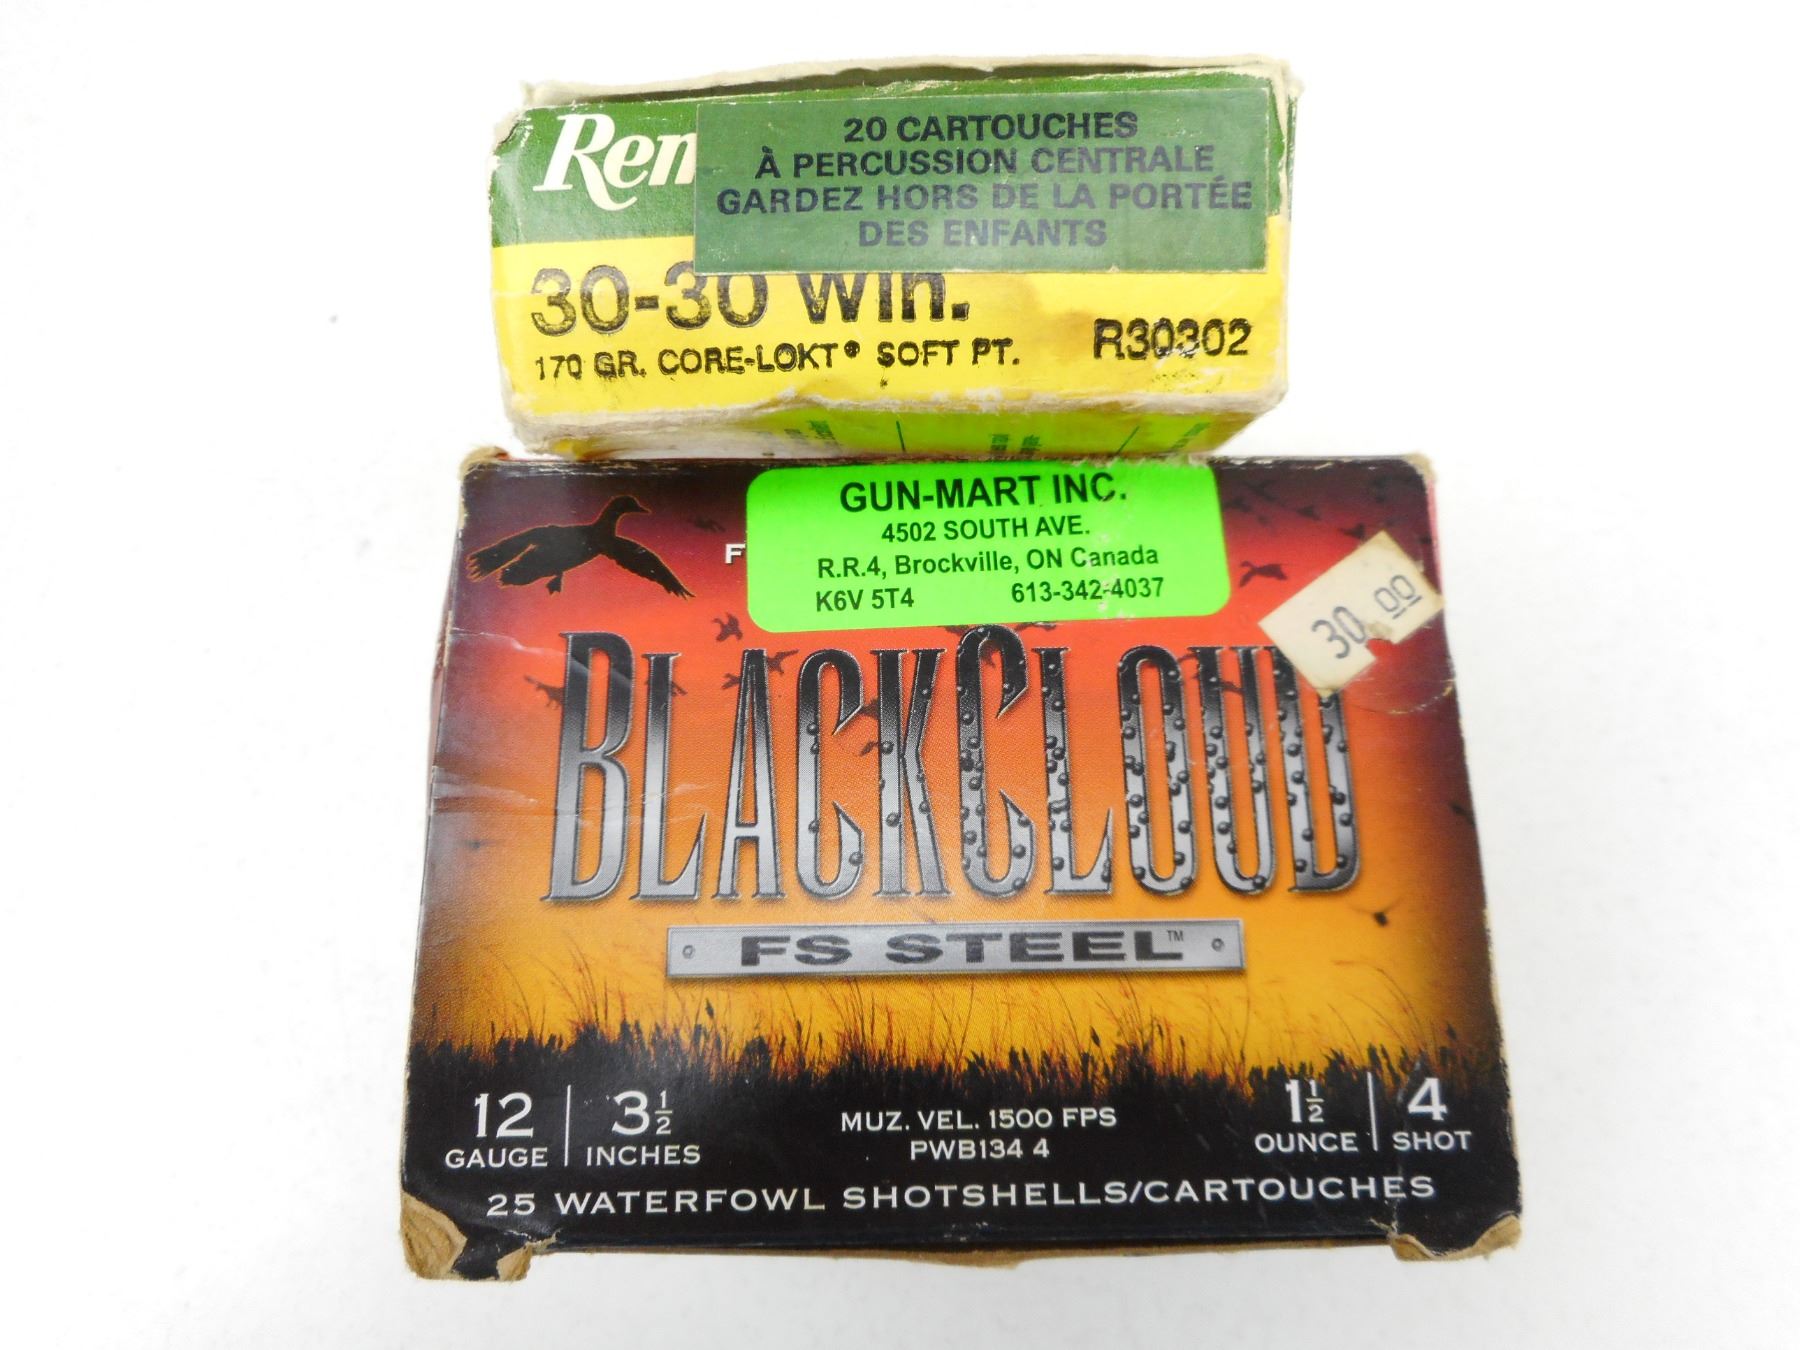 Rem
20 CARTOUCHES
À PERCUSSION CENTRALE
GARDEZ HORS DE LA PORTÉE
DES ENFANTS
30-30 Win.
170 GR. CORE-LOKT® SOFT PT.
R30302
GUN-MART INC.
4502 SOUTH AVE.
R.R.4, Brockville, ON Canada
K6V 5T4 613-342-4037
F
30.00
BLACKCLOUD
FS STEEL™
12 GAUGE
3½ INCHES
MUZ. VEL. 1500 FPS
PWB134 4
1½ OUNCE
4 SHOT
25 WATERFOWL SHOTSHELLS/CARTOUCHES